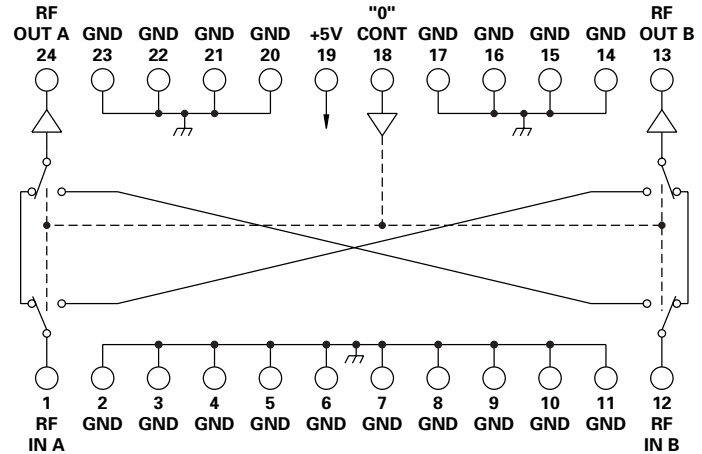 RF "0" RF
OUT A GND GND GND GND +5V CONT GND GND GND GND OUT B
24 23 22 21 20 19 18 17 16 15 14 13
1 2 3 4 5 6 7 8 9 10 11 12
RF GND GND GND GND GND GND GND GND GND GND RF
IN A IN B